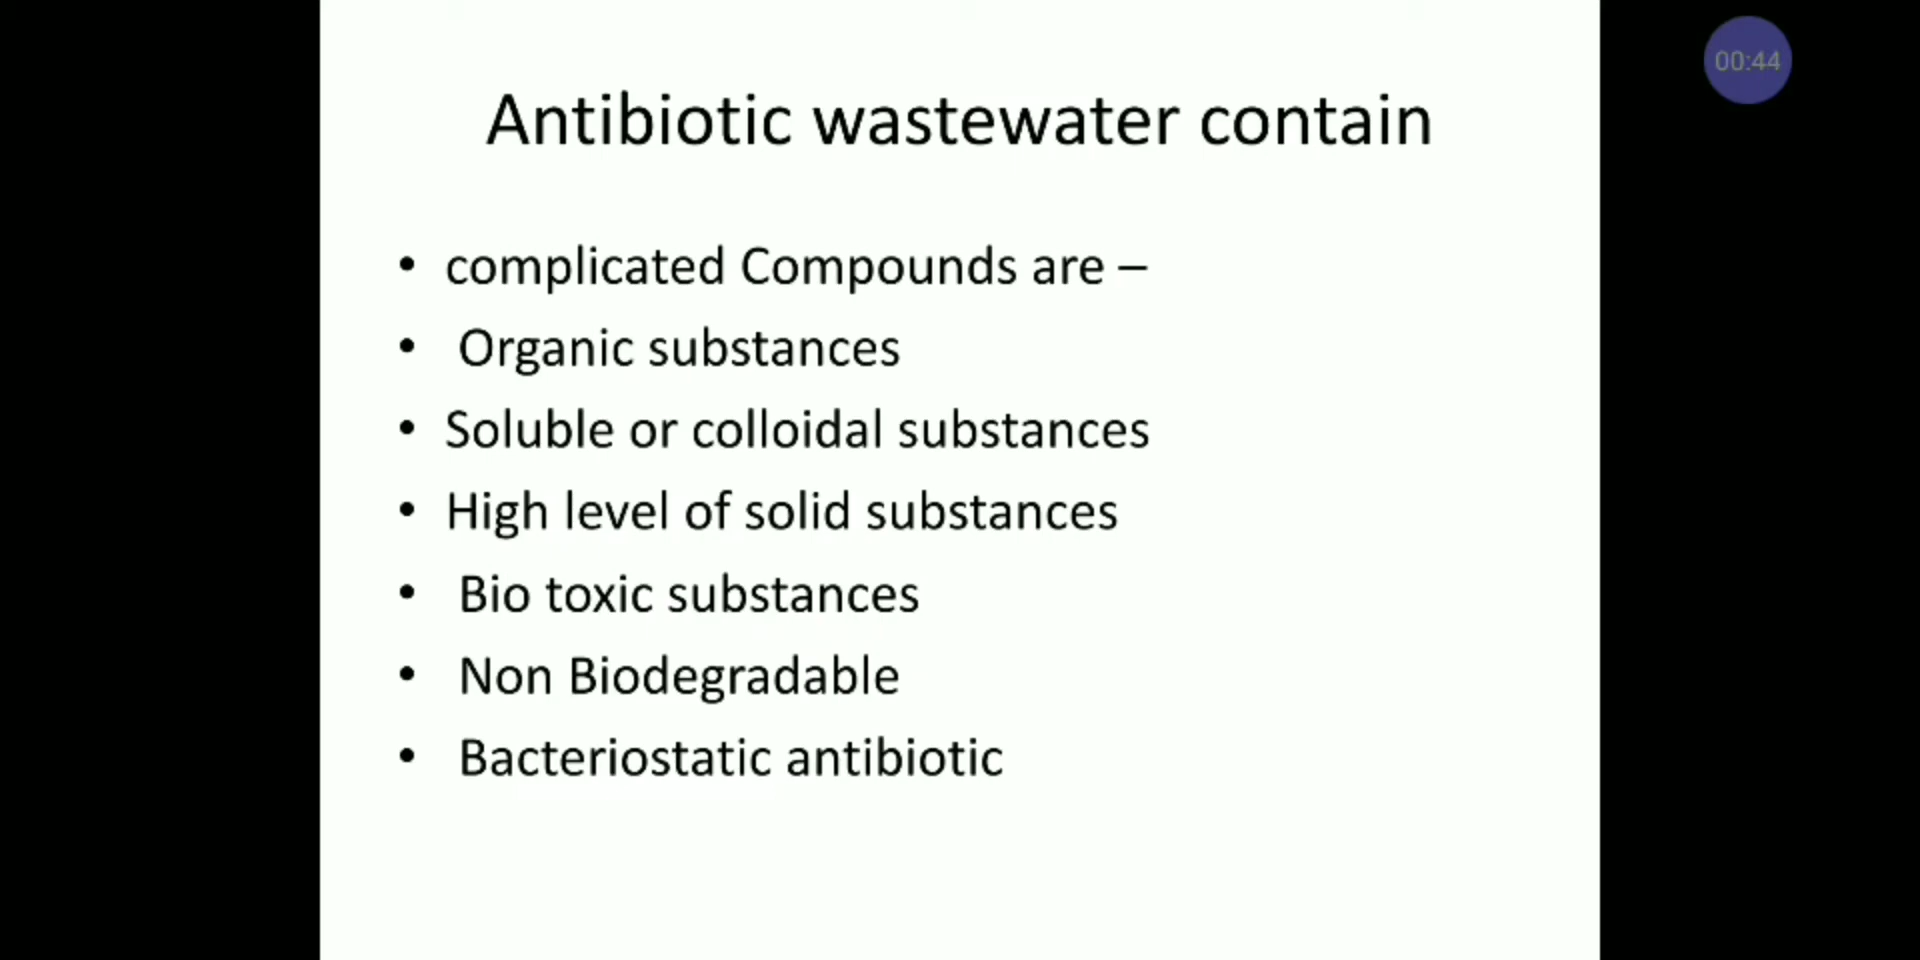 Antibiotic wastewater contain
00:44
• complicated Compounds are –
• Organic substances
• Soluble or colloidal substances
• High level of solid substances
• Bio toxic substances
• Non Biodegradable
• Bacteriostatic antibiotic